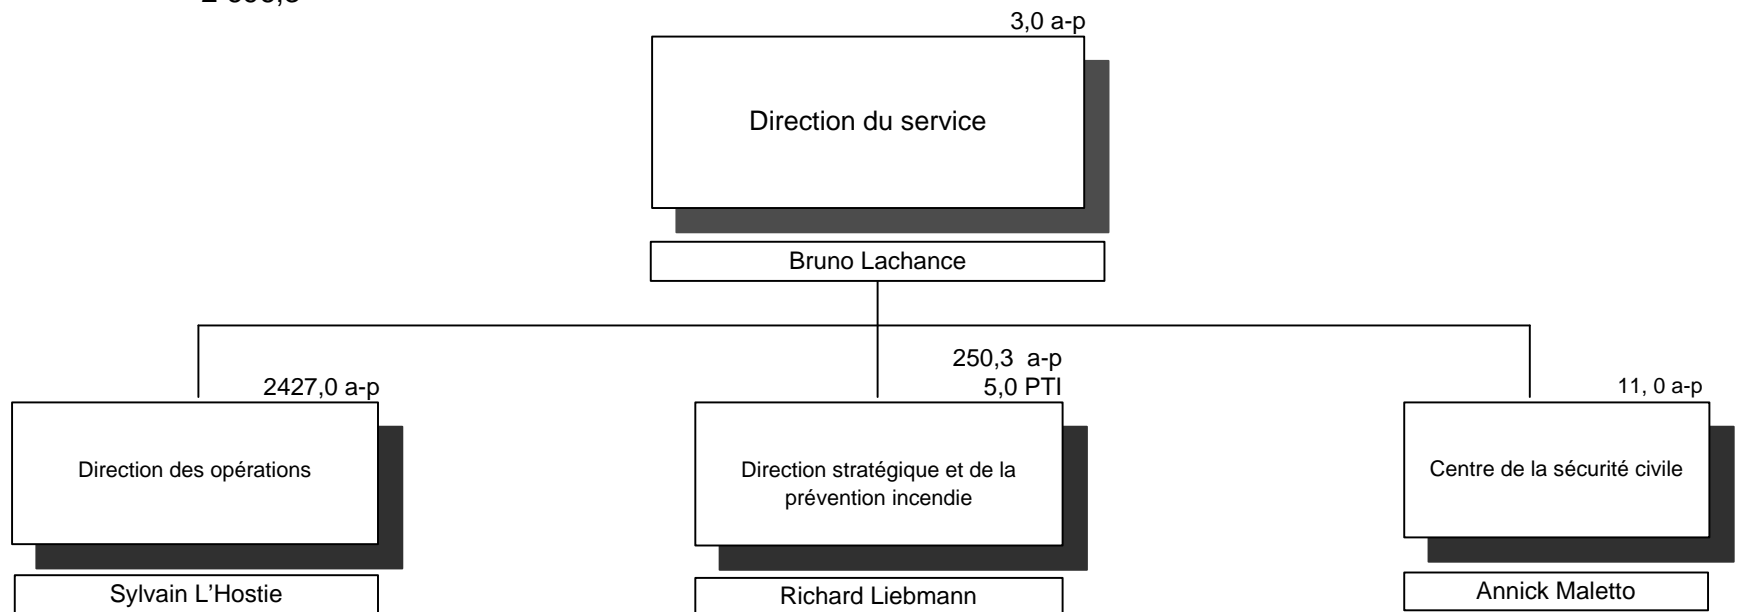 3,0 a-p
Direction du service
Bruno Lachance
250,3 a-p
2427,0 a-p
5,0 PTI
11, 0 a-p
Direction des opérations
Direction stratégique et de la
prévention incendie
Centre de la sécurité civile
Sylvain L'Hostie
Richard Liebmann
Annick Maletto